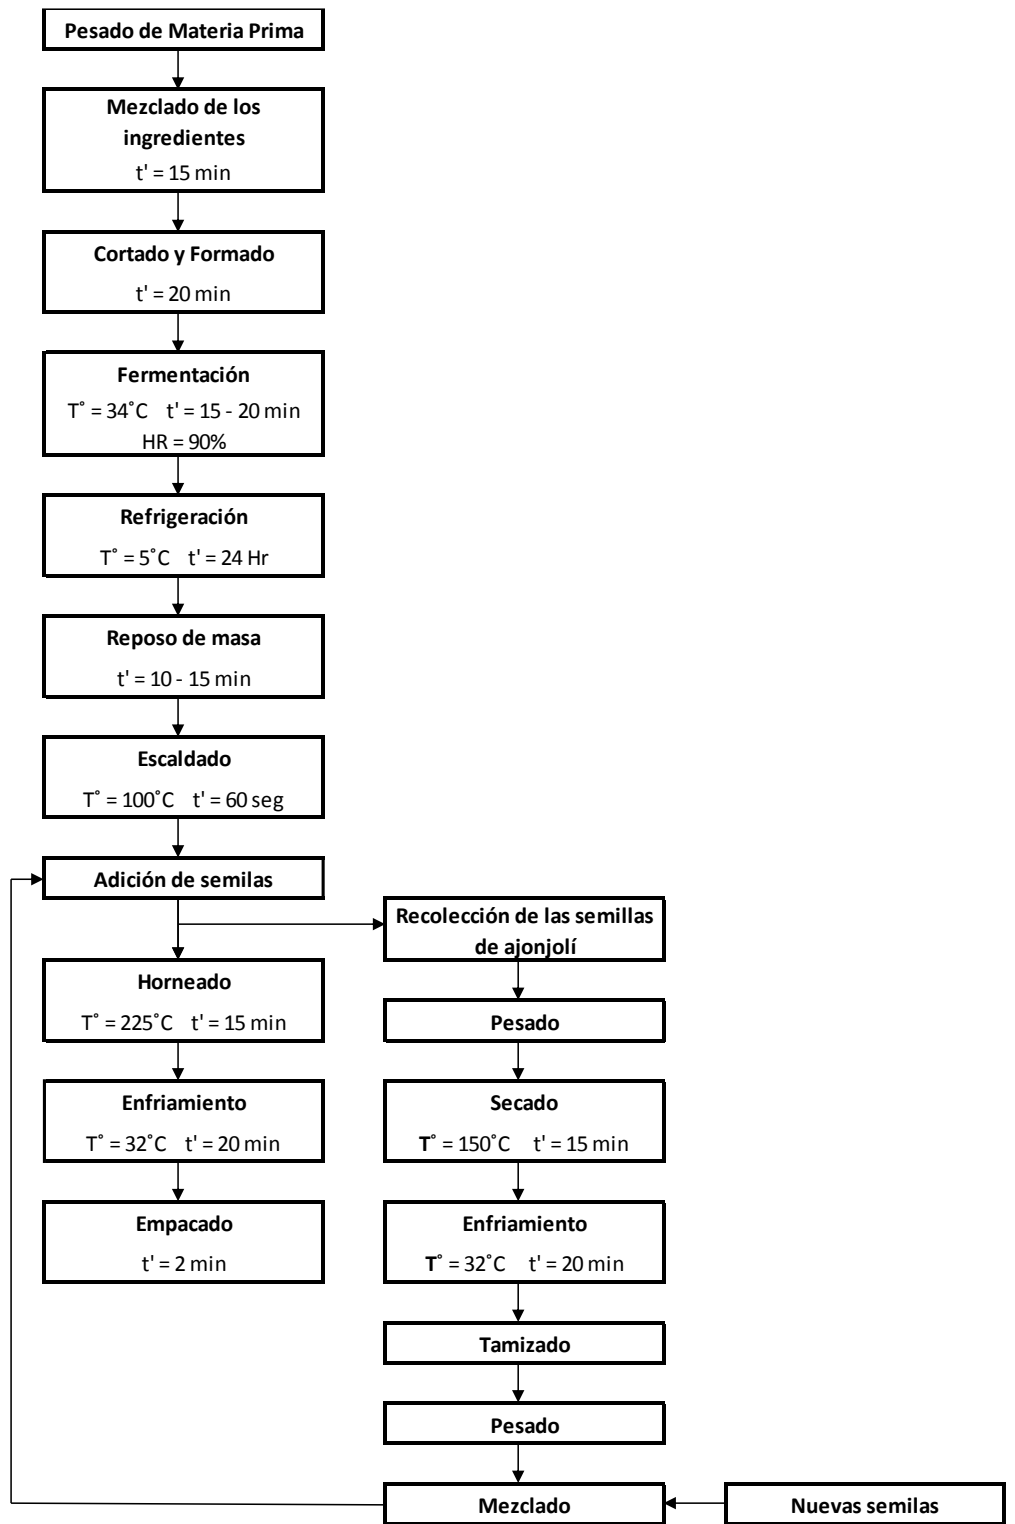 Pesado de Materia Prima
Mezclado de los
ingredientes
t' = 15 min
Cortado y Formado
t' = 20 min
Fermentación
T° = 34°C t' = 15 - 20 min
HR = 90%
Refrigeración
T° = 5°C t' = 24 Hr
Reposo de masa
t' = 10 - 15 min
Escaldado
T° = 100°C t' = 60 seg
Adición de semilas
Horneado
T° = 225°C t' = 15 min
Enfriamiento
T° = 32°C t' = 20 min
Empacado
t' = 2 min
Recolección de las semillas
de ajonjolí
Pesado
Secado
T° = 150°C t' = 15 min
Enfriamiento
T° = 32°C t' = 20 min
Tamizado
Pesado
Mezclado
Nuevas semilas